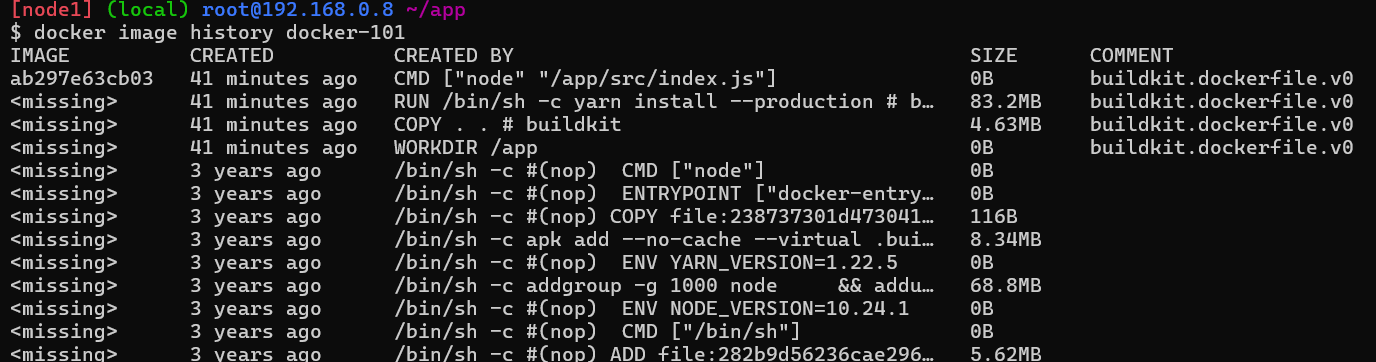 [node1] (local) root@192.168.0.8 ~/app
$ docker image history docker-101
IMAGE          CREATED          CREATED BY                                      SIZE      COMMENT
ab297e63cb03   41 minutes ago   CMD ["node" "/app/src/index.js"]                0B        buildkit.dockerfile.v0
<missing>      41 minutes ago   RUN /bin/sh -c yarn install --production # b…   83.2MB    buildkit.dockerfile.v0
<missing>      41 minutes ago   COPY . . # buildkit                             4.63MB    buildkit.dockerfile.v0
<missing>      41 minutes ago   WORKDIR /app                                    0B        buildkit.dockerfile.v0
<missing>      3 years ago      /bin/sh -c #(nop)  CMD ["node"]                 0B
<missing>      3 years ago      /bin/sh -c #(nop)  ENTRYPOINT ["docker-entry…   0B
<missing>      3 years ago      /bin/sh -c #(nop) COPY file:238737301d473041…   116B
<missing>      3 years ago      /bin/sh -c apk add --no-cache --virtual .bui…   8.34MB
<missing>      3 years ago      /bin/sh -c #(nop)  ENV YARN_VERSION=1.22.5      0B
<missing>      3 years ago      /bin/sh -c addgroup -g 1000 node     && addu…   68.8MB
<missing>      3 years ago      /bin/sh -c #(nop)  ENV NODE_VERSION=10.24.1     0B
<missing>      3 years ago      /bin/sh -c #(nop)  CMD ["/bin/sh"]              0B
<missing>      3 years ago      /bin/sh -c #(nop) ADD file:282b9d56236cae296…   5.62MB